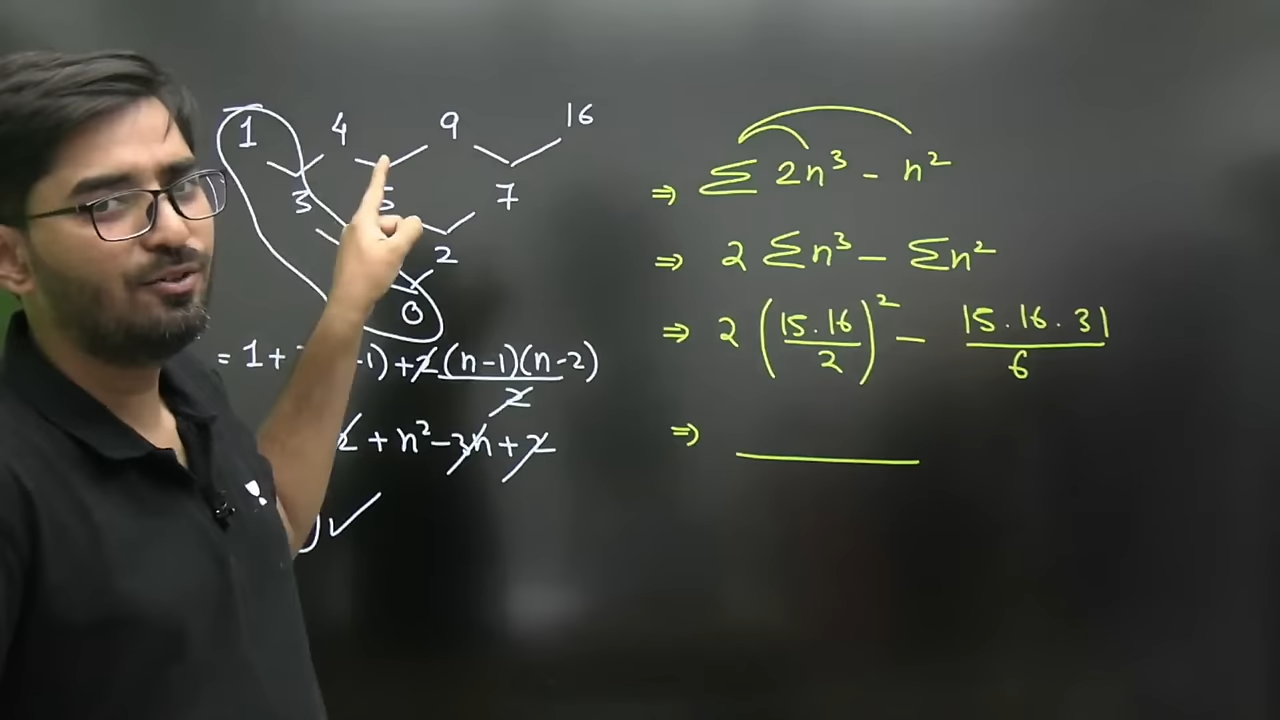 1 4 9 16
3 5 7
2
0
= 1 + -1) + 2(n-1)(n-2)
2
2 + n² - 3n + 2
⇒ Σ 2n³ - n²
⇒ 2 Σn³ - Σn²
⇒ 2 (15.16/2)² - 15.16.31/6
⇒